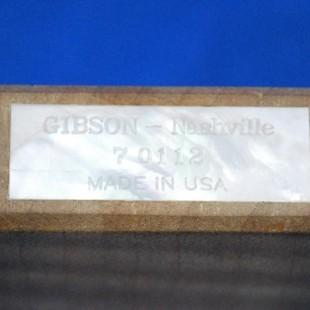 GIBSON - Nashville
7 0112
MADE IN USA